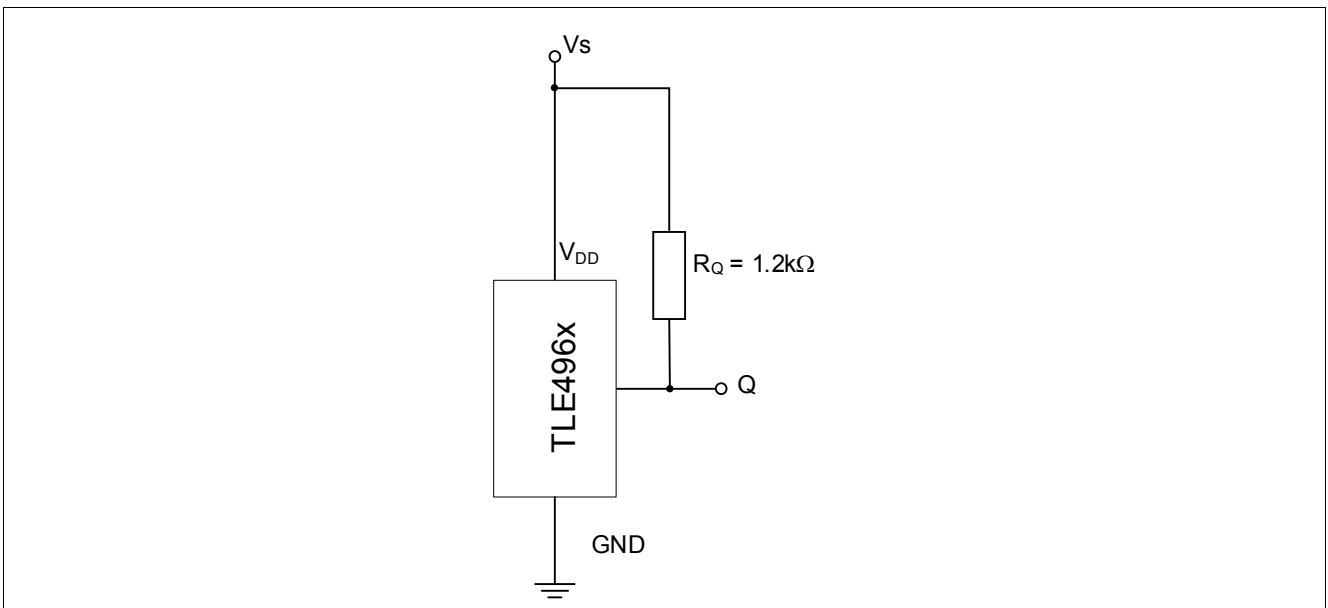 Vs
VDD
RQ = 1.2kΩ
TLE496x
Q
GND